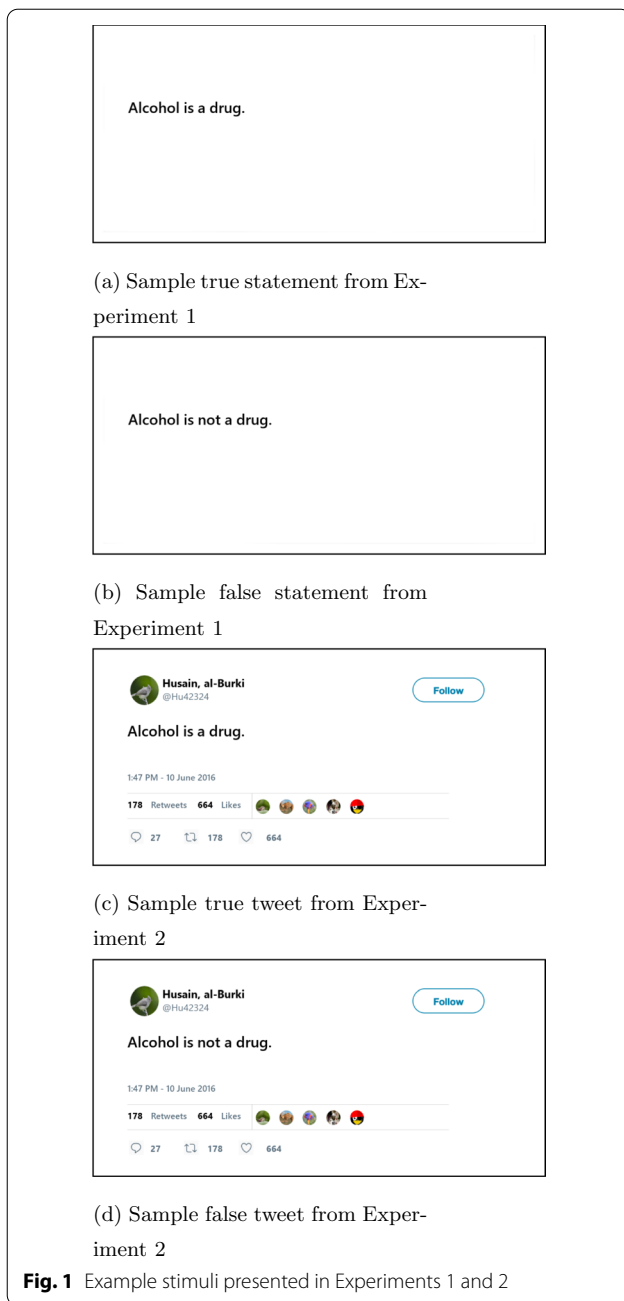 Alcohol is a drug.
(a) Sample true statement from Ex-
periment 1
Alcohol is not a drug.
(b) Sample false statement from
Experiment 1
Husain, al-Burki
@Hu42324
Follow
Alcohol is a drug.
1:47 PM - 10 June 2016
178 Retweets 664 Likes
27 178 664
(c) Sample true tweet from Exper-
iment 2
Husain, al-Burki
@Hu42324
Follow
Alcohol is not a drug.
1:47 PM - 10 June 2016
178 Retweets 664 Likes
27 178 664
(d) Sample false tweet from Exper-
iment 2
Fig. 1 Example stimuli presented in Experiments 1 and 2